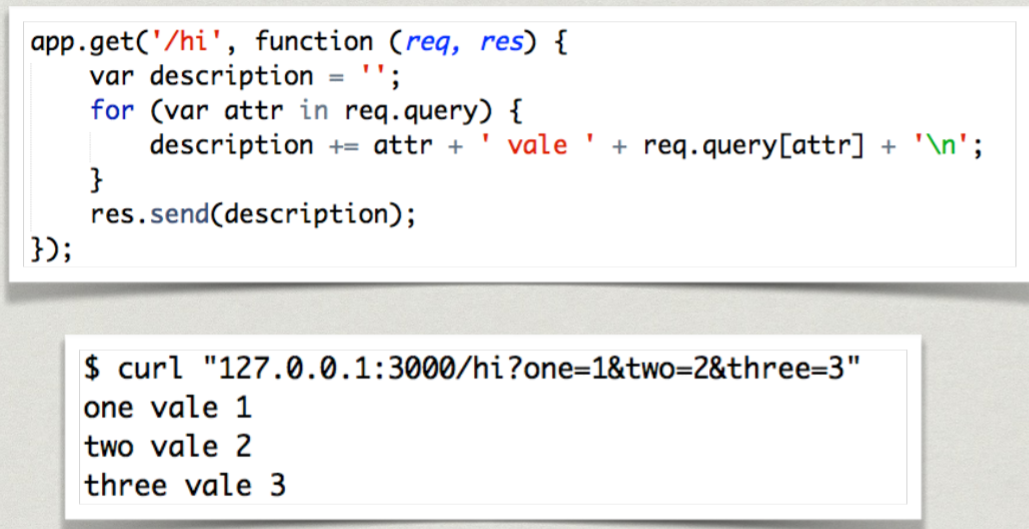 app.get('/hi', function (req, res) {
    var description = '';
    for (var attr in req.query) {
        description += attr + ' vale ' + req.query[attr] + '\n';
    }
    res.send(description);
});
$ curl "127.0.0.1:3000/hi?one=1&two=2&three=3"
one vale 1
two vale 2
three vale 3